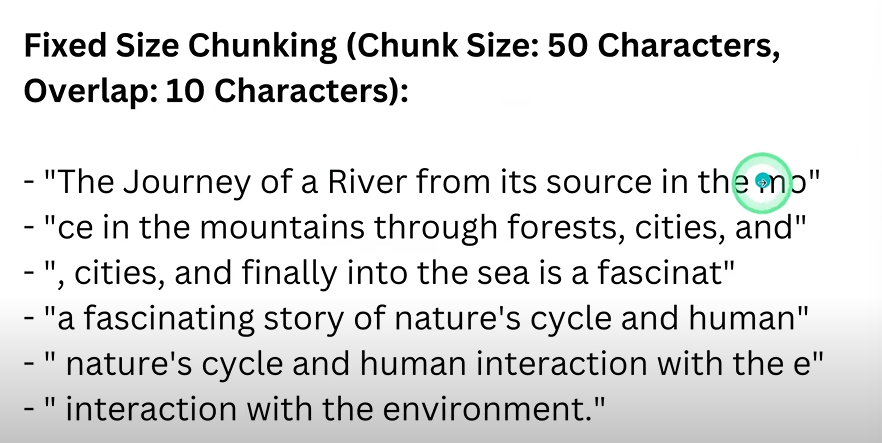 Fixed Size Chunking (Chunk Size: 50 Characters,
Overlap: 10 Characters):
- "The Journey of a River from its source in the mo"
- "ce in the mountains through forests, cities, and"
- ", cities, and finally into the sea is a fascinat"
- "a fascinating story of nature's cycle and human"
- " nature's cycle and human interaction with the e"
- " interaction with the environment."